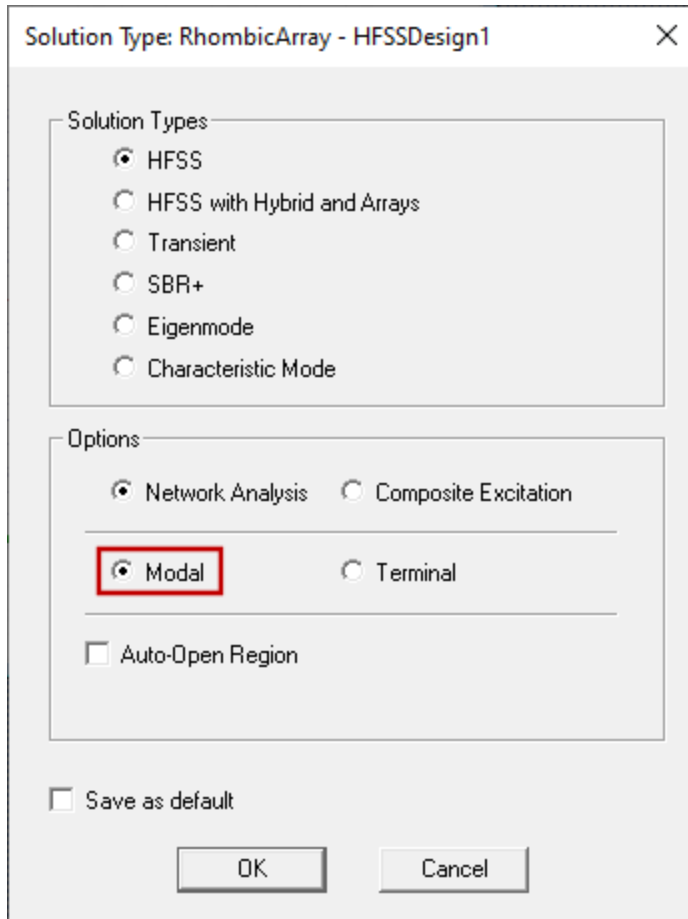 Solution Type: RhombicArray - HFSSDesign1
Solution Types
HFSS
HFSS with Hybrid and Arrays
Transient
SBR+
Eigenmode
Characteristic Mode
Options
Network Analysis Composite Excitation
Modal Terminal
Auto-Open Region
Save as default
OK Cancel